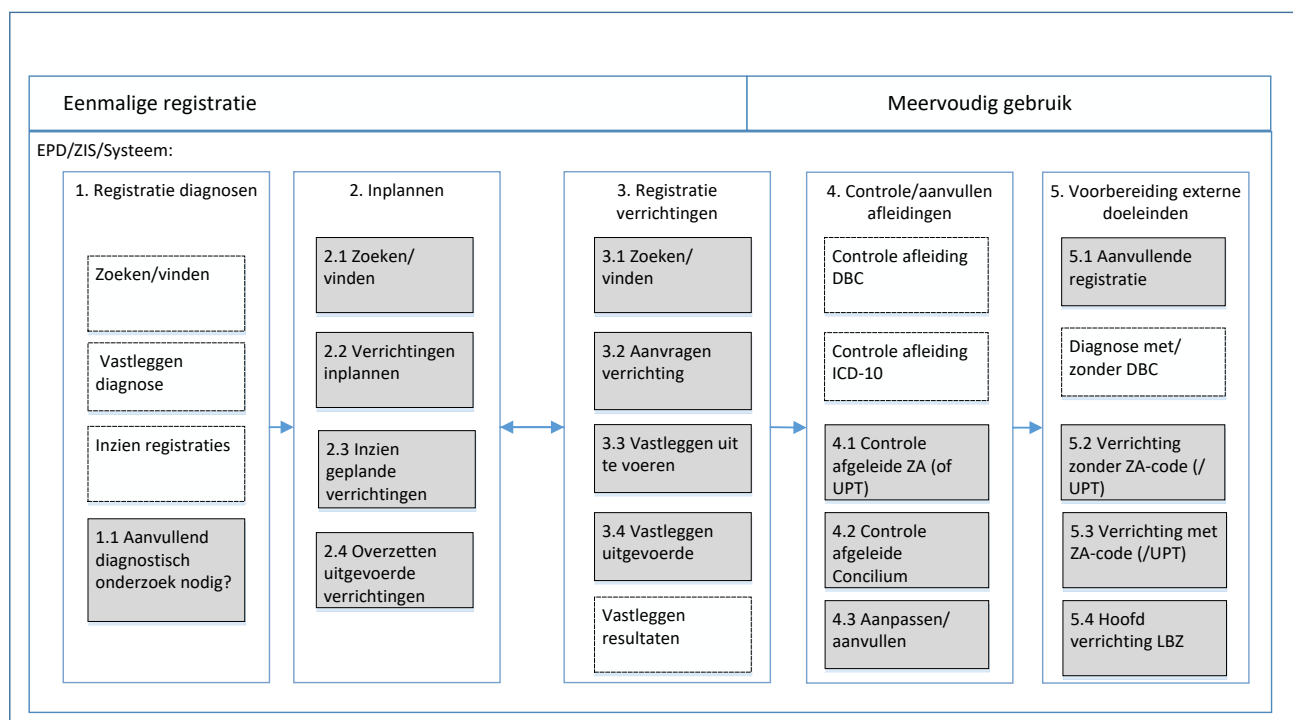 Eenmalige registratie
Meervoudig gebruik
EPD/ZIS/Systeem:
1. Registratie diagnosen
Zoeken/vinden
Vastleggen
diagnose
Inzien registraties
1.1 Aanvullend
diagnostisch
onderzoek nodig?
2. Inplannen
2.1 Zoeken/
vinden
2.2 Verrichtingen
inplannen
2.3 Inzien
geplande
verrichtingen
2.4 Overzetten
uitgevoerde
verrichtingen
3. Registratie
verrichtingen
3.1 Zoeken/
vinden
3.2 Aanvragen
verrichting
3.3 Vastleggen uit
te voeren
3.4 Vastleggen
uitgevoerde
Vastleggen
resultaten
4. Controle/aanvullen
afleidingen
Controle afleiding
DBC
Controle afleiding
ICD-10
4.1 Controle
afgeleide ZA (of
UPT)
4.2 Controle
afgeleide
Concilium
4.3 Aanpassen/
aanvullen
5. Voorbereiding externe
doeleinden
5.1 Aanvullende
registratie
Diagnose met/
zonder DBC
5.2 Verrichting
zonder ZA-code (/
UPT)
5.3 Verrichting met
ZA-code (/UPT)
5.4 Hoofd
verrichting LBZ